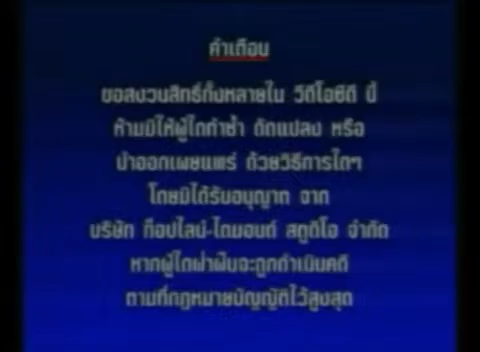 คำเตือน
ขอสงวนสิทธิ์ทั้งหลายใน วีดีโอซีดี นี้
ห้ามมิให้ผู้ใดทำซ้ำ ดัดแปลง หรือ
นำออกเผยแพร่ ด้วยวิธีการใดๆ
โดยมิได้รับอนุญาต จาก
บริษัท ท็อปไลน์-ไดมอนด์ สตูดิโอ จำกัด
หากผู้ใดฝ่าฝืนจะถูกดำเนินคดี
ตามที่กฎหมายบัญญัติไว้สูงสุด